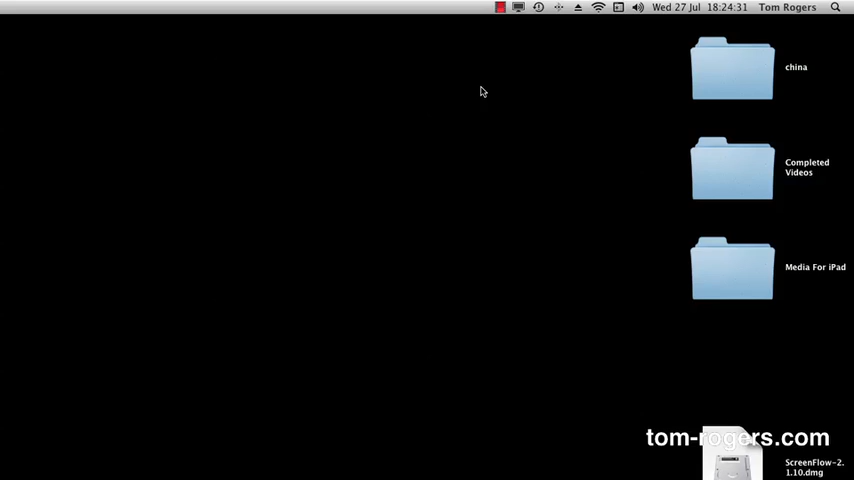 Wed 27 Jul 18:24:31 Tom Rogers
china
Completed
Videos
Media For iPad
tom-rogers.com
ScreenFlow-2.
1.10.dmg